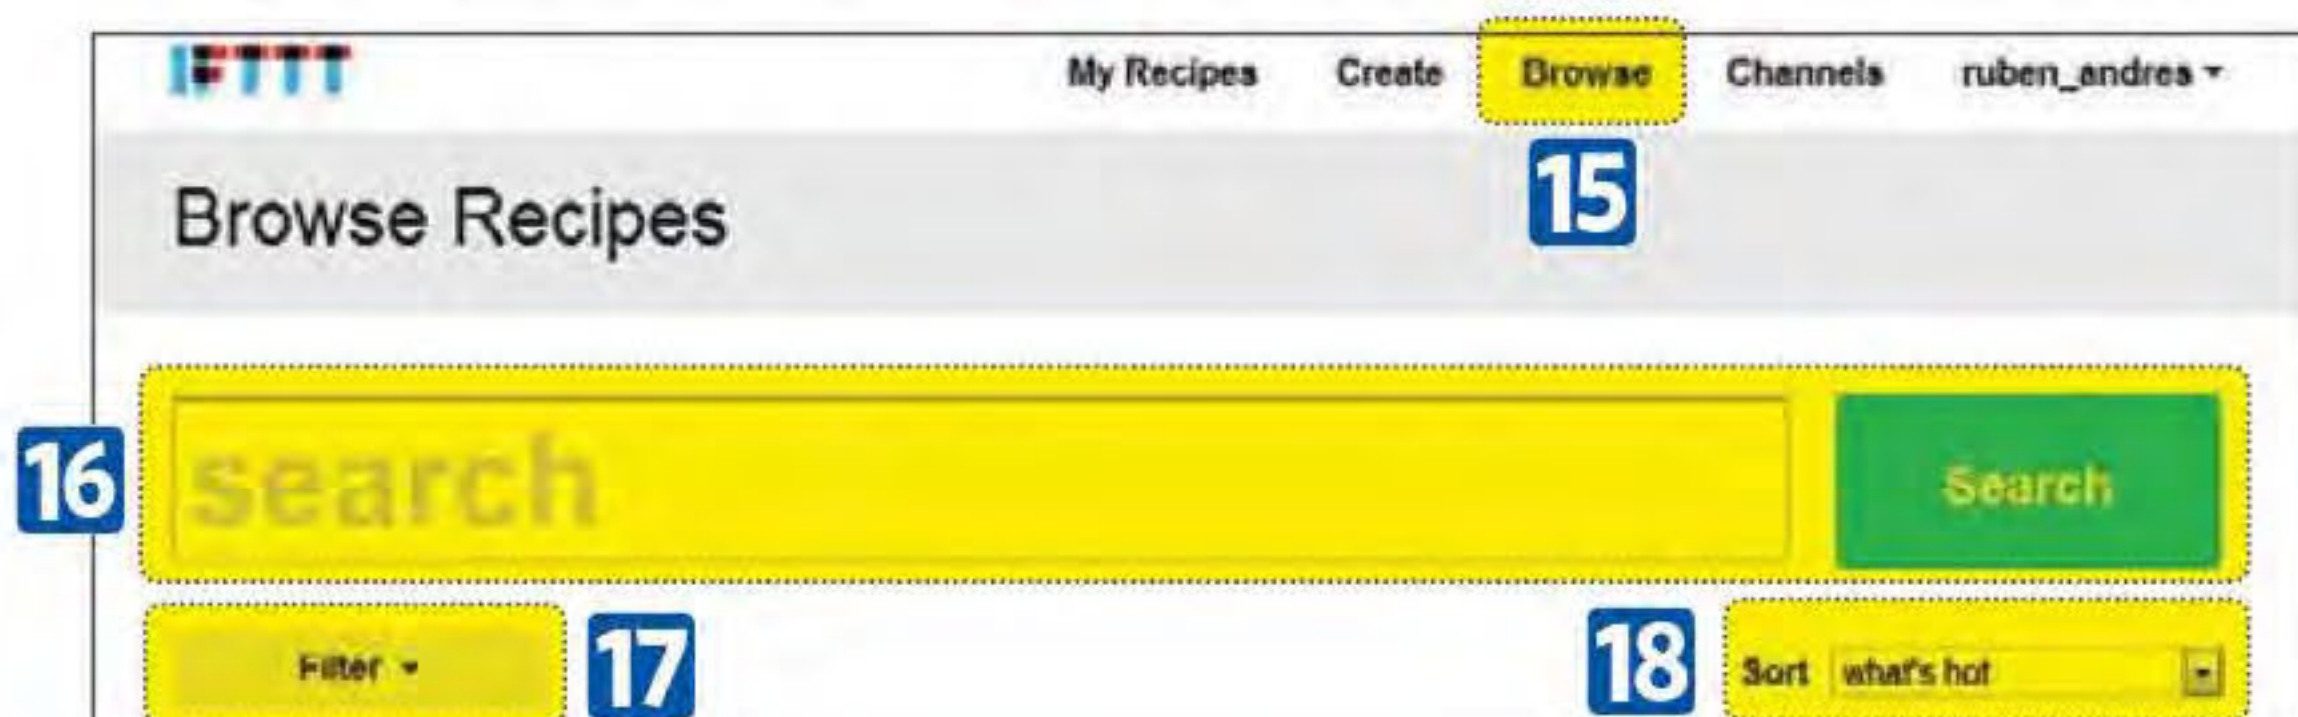 IFTTT
My Recipes Create Browse Channels ruben_andres
15
Browse Recipes
16
search
Search
Filter
17
18
Sort what's hot